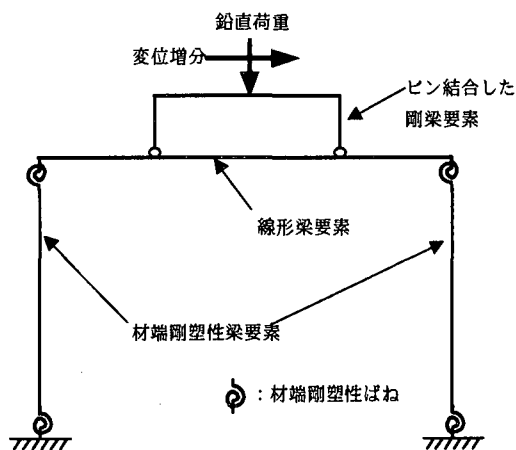 鉛直荷重
変位増分
ピン結合した
剛梁要素
線形梁要素
材端剛塑性梁要素
：材端剛塑性ばね